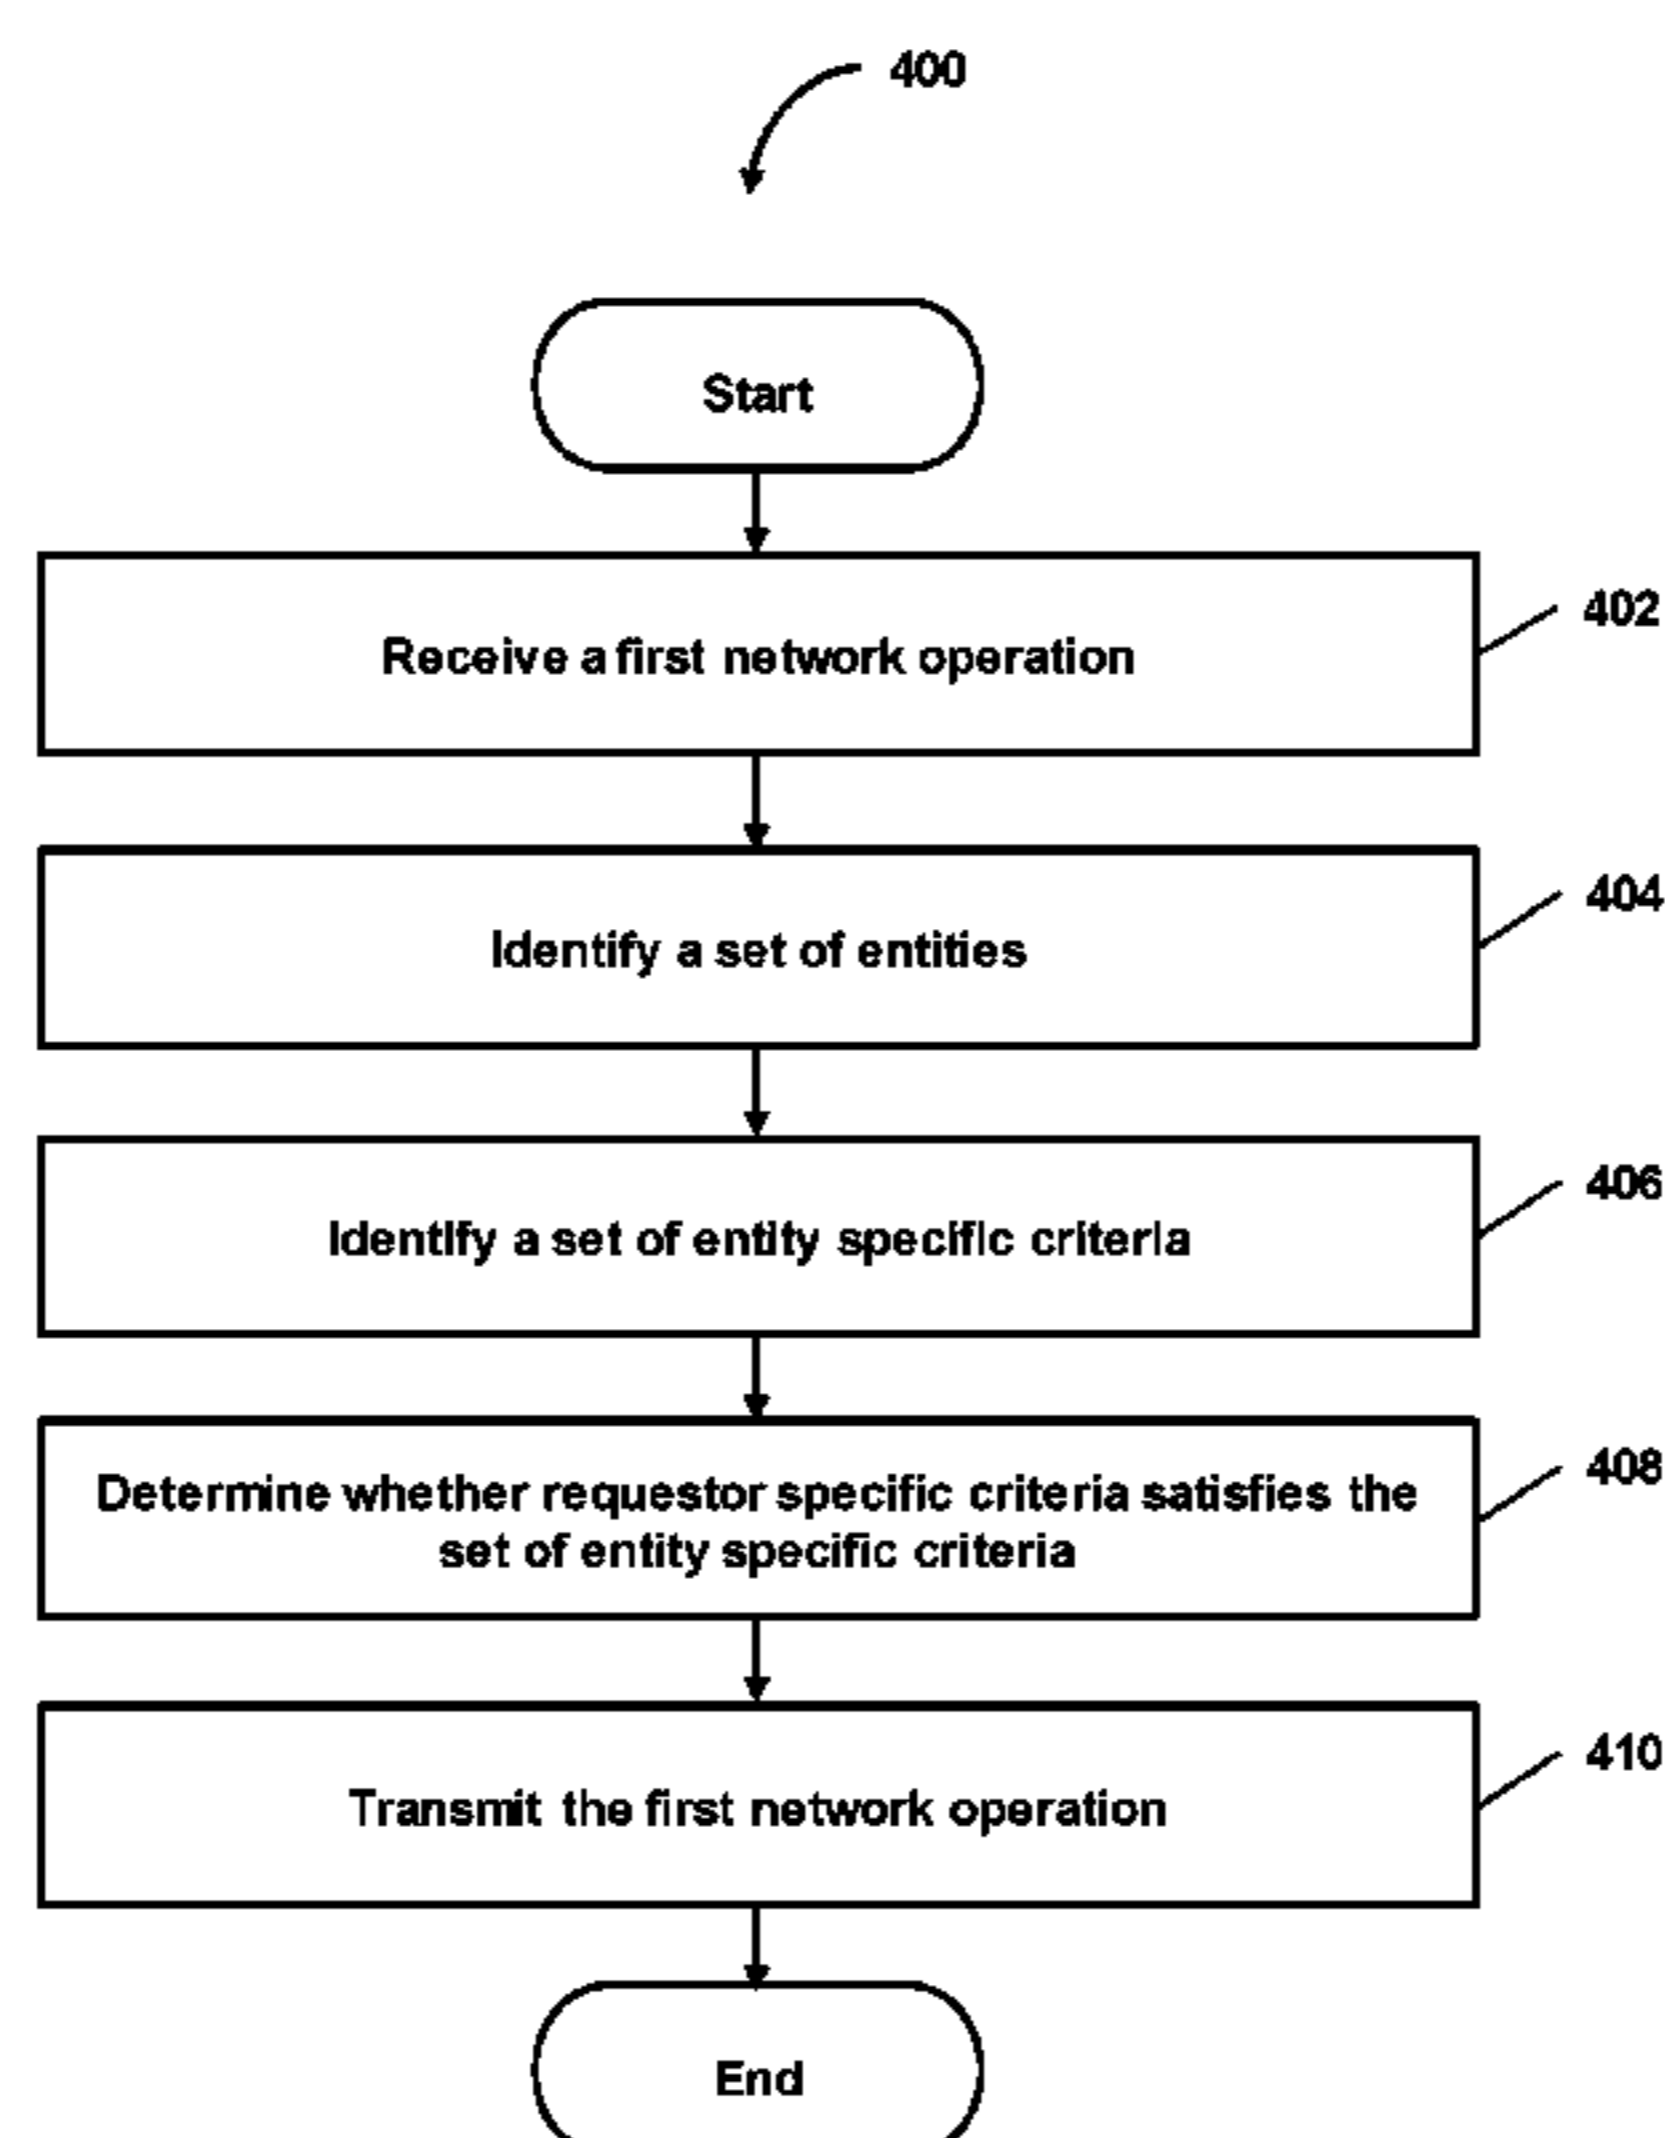 400
Start
Receive a first network operation
402
Identify a set of entities
404
Identify a set of entity specific criteria
406
Determine whether requestor specific criteria satisfies the
set of entity specific criteria
408
Transmit the first network operation
410
End